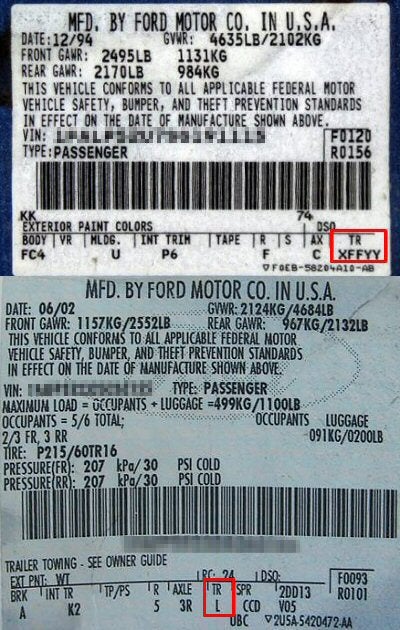 MFD. BY FORD MOTOR CO. IN U.S.A.
DATE: 12/94 GVWR: 4635LB/2102KG
FRONT GAWR: 2495LB 1131KG
REAR GAWR: 2170LB 984KG
THIS VEHICLE CONFORMS TO ALL APPLICABLE FEDERAL MOTOR
VEHICLE SAFETY, BUMPER, AND THEFT PREVENTION STANDARDS
IN EFFECT ON THE DATE OF MANUFACTURE SHOWN ABOVE.
VIN: F0120
TYPE: PASSENGER R0156
KK 74
EXTERIOR PAINT COLORS DSO
BODY VR MLDG. INT TRIM TAPE R S AX TR
FC4 U P6 F C XFFYY
▽F0EB-58204A10-AB
MFD. BY FORD MOTOR CO. IN U.S.A.
DATE: 06/02 GVWR: 2124KG/4684LB
FRONT GAWR: 1157KG/2552LB REAR GAWR: 967KG/2132LB
THIS VEHICLE CONFORMS TO ALL APPLICABLE FEDERAL MOTOR
VEHICLE SAFETY, BUMPER, AND THEFT PREVENTION STANDARDS
IN EFFECT ON THE DATE OF MANUFACTURE SHOWN ABOVE.
VIN: TYPE: PASSENGER
MAXIMUM LOAD = OCCUPANTS + LUGGAGE =499KG/1100LB
OCCUPANTS = 5/6 TOTAL; OCCUPANTS LUGGAGE
2/3 FR, 3 RR 091KG/0200LB
TIRE: P215/60TR16
PRESSURE(FR): 207 kPa/30 PSI COLD
PRESSURE(RR): 207 kPa/30 PSI COLD
TRAILER TOWING - SEE OWNER GUIDE
EXT PNT: WT RC: 24 DSO: F0093
BRK INT TR TP/PS R AXLE TR SPR 2DD13 R0101
A K2 5 3R L CCD V05
UBC ▽2U5A-5420472-AA